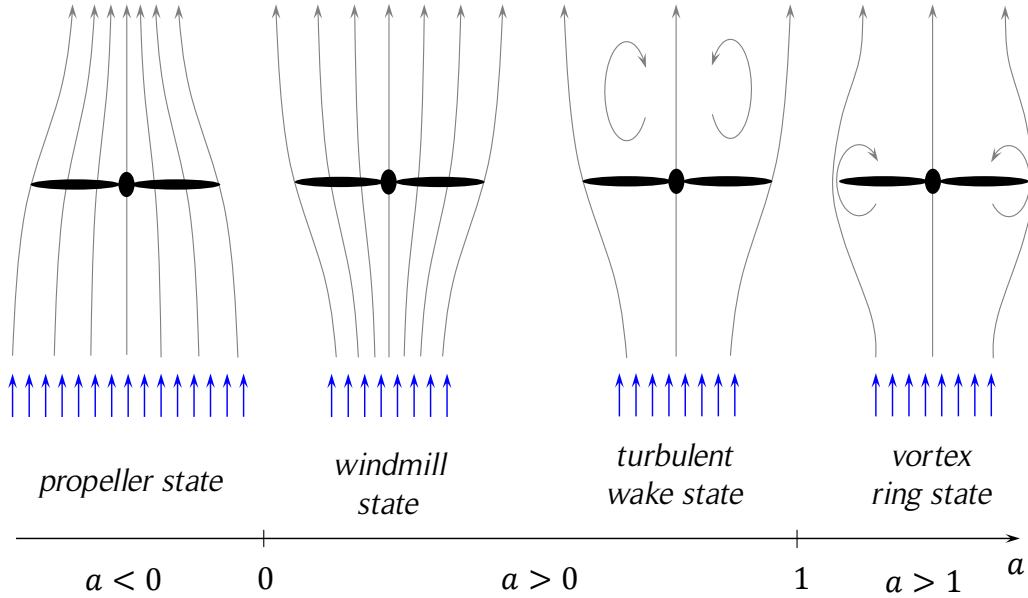 propeller state
windmill
state
turbulent
wake state
vortex
ring state
a < 0
0
a > 0
1
a > 1
a